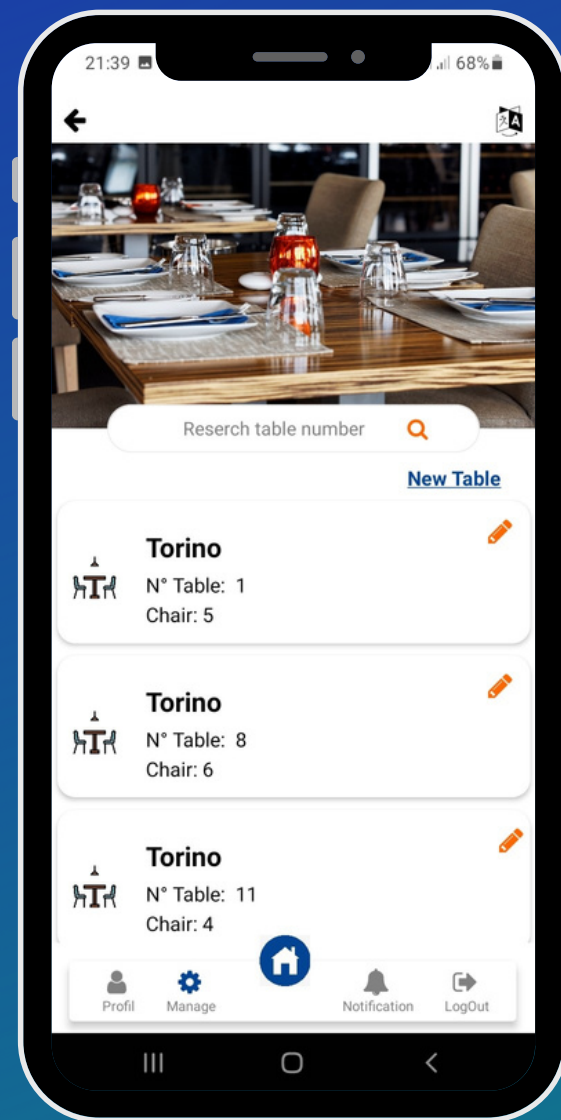 21:39
68%
Reserch table number
New Table
Torino
N° Table: 1
Chair: 5
Torino
N° Table: 8
Chair: 6
Torino
N° Table: 11
Chair: 4
Profil
Manage
Notification
LogOut